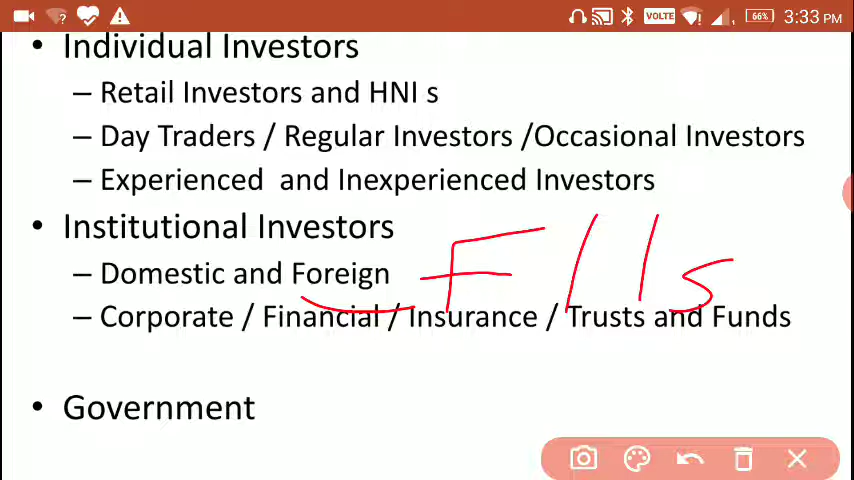 VOLTE 66% 3:33 PM
• Individual Investors
– Retail Investors and HNI s
– Day Traders / Regular Investors /Occasional Investors
– Experienced and Inexperienced Investors
• Institutional Investors
– Domestic and Foreign FIIs
– Corporate / Financial / Insurance / Trusts and Funds
• Government